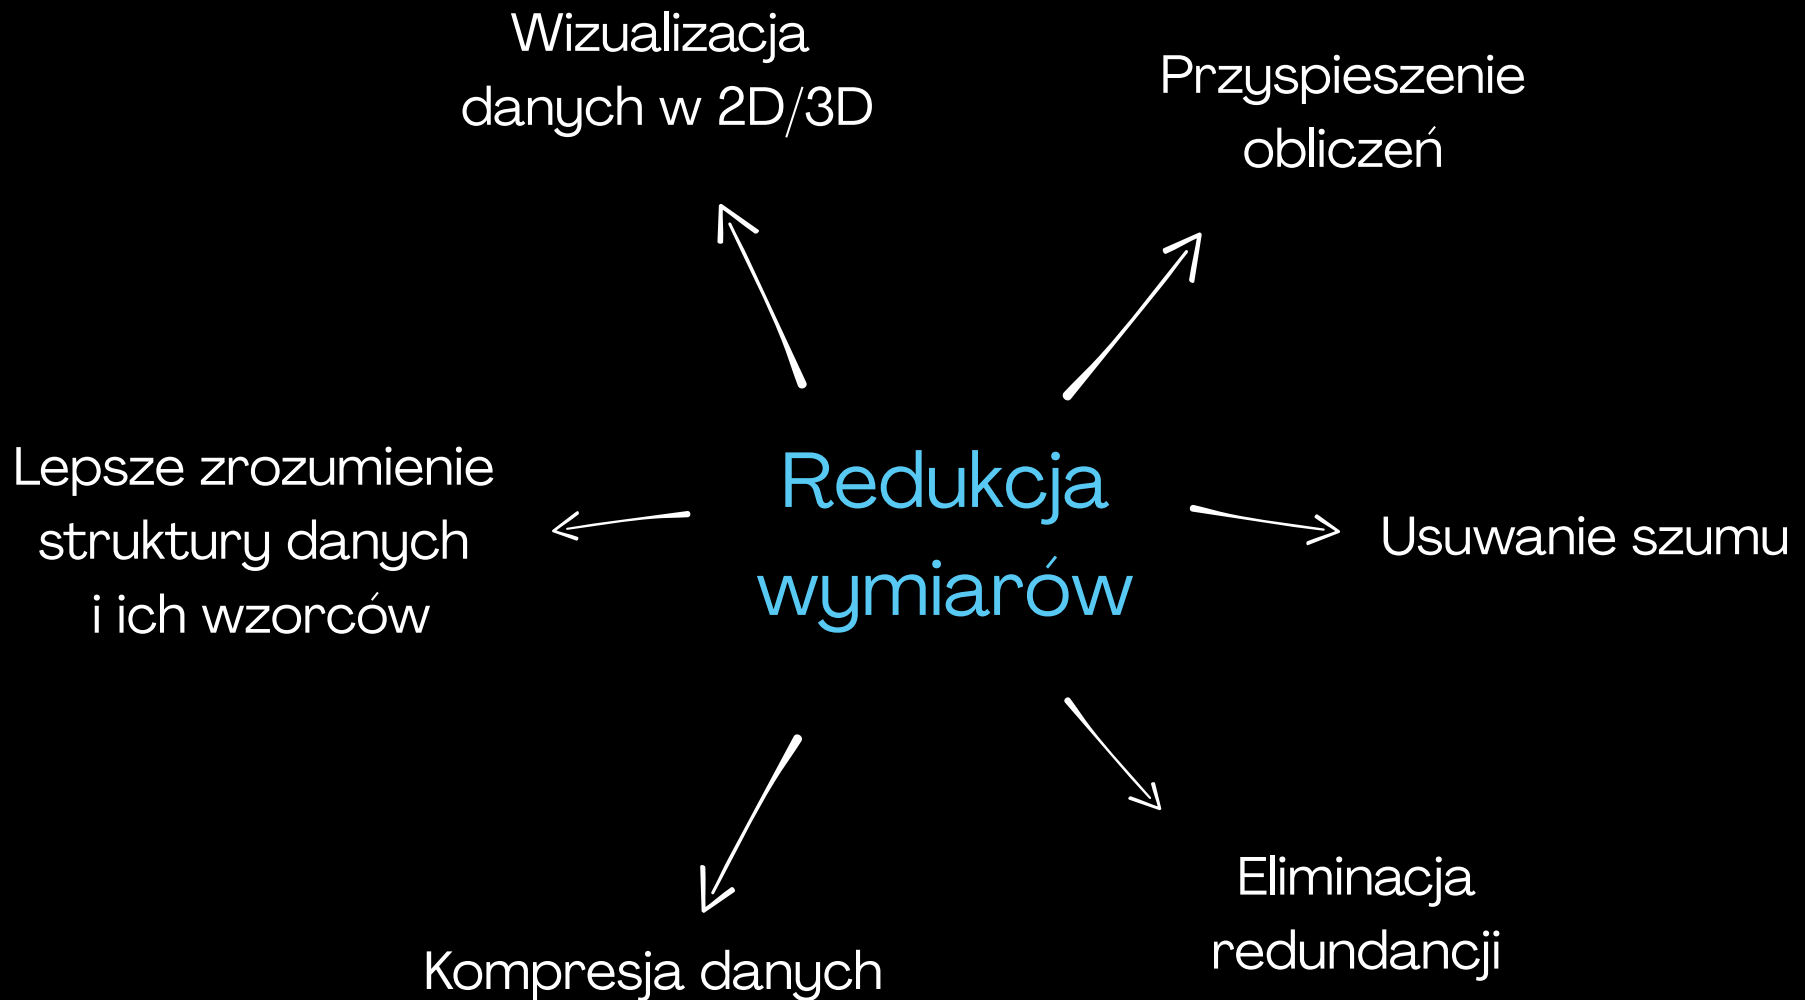 Wizualizacja
danych w 2D/3D
Przyspieszenie
obliczeń
Lepsze zrozumienie
struktury danych
i ich wzorców
Redukcja
wymiarów
Usuwanie szumu
Kompresja danych
Eliminacja
redundancji